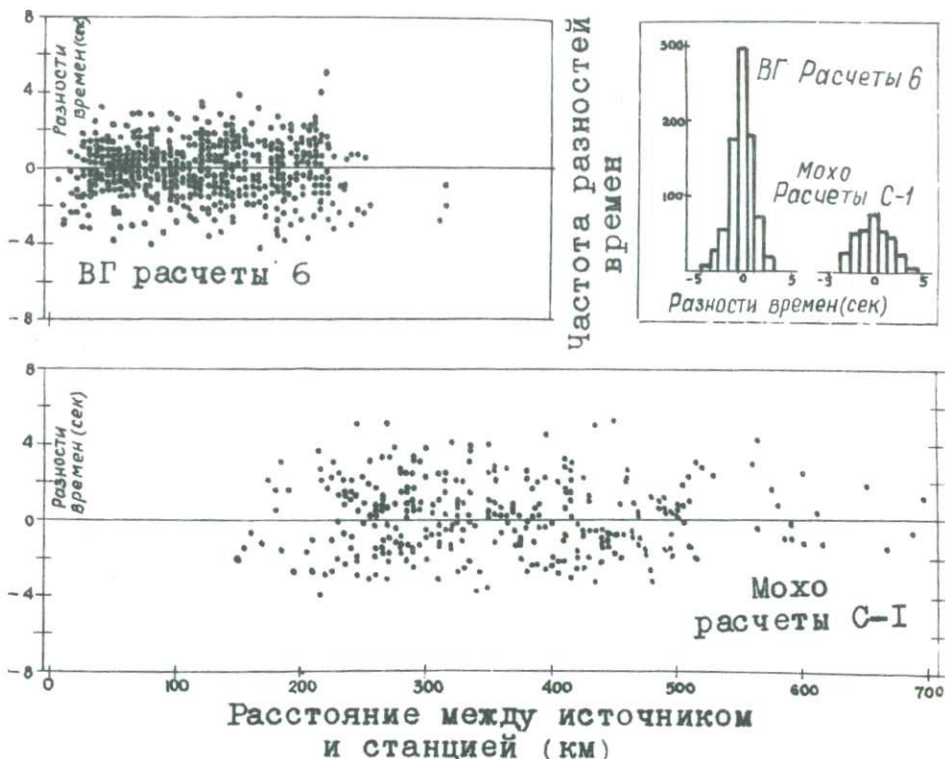 8
4
0
-4
-8
Разности
времен(сек)
ВГ расчеты 6
Частота разностей
времен
300
200
100
ВГ Расчеты 6
Мохо
Расчеты С-1
-5 0 5 -5 0 5
Разности времен(сек)
8
4
0
-4
-8
Разности
времен(сек)
Мохо
расчеты С-I
0 100 200 300 400 500 600 700
Расстояние между источником
и станцией (км)